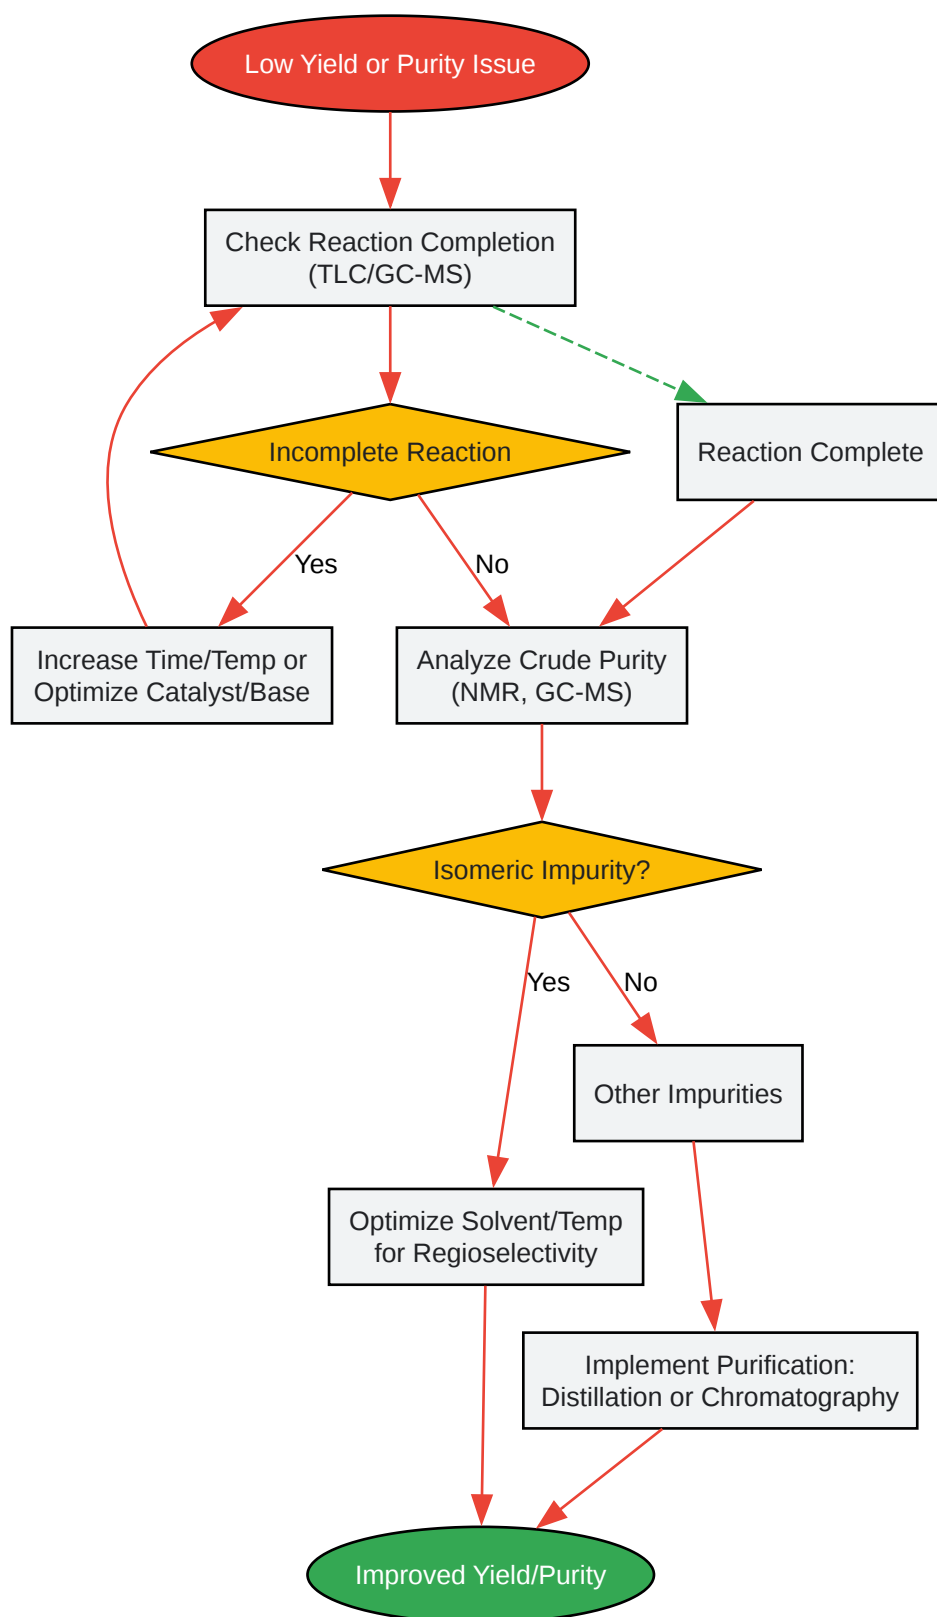 Low Yield or Purity Issue
Check Reaction Completion
(TLC/GC-MS)
Incomplete Reaction
Reaction Complete
Yes
No
Increase Time/Temp or
Optimize Catalyst/Base
Analyze Crude Purity
(NMR, GC-MS)
Isomeric Impurity?
Yes
No
Other Impurities
Optimize Solvent/Temp
for Regioselectivity
Implement Purification:
Distillation or Chromatography
Improved Yield/Purity